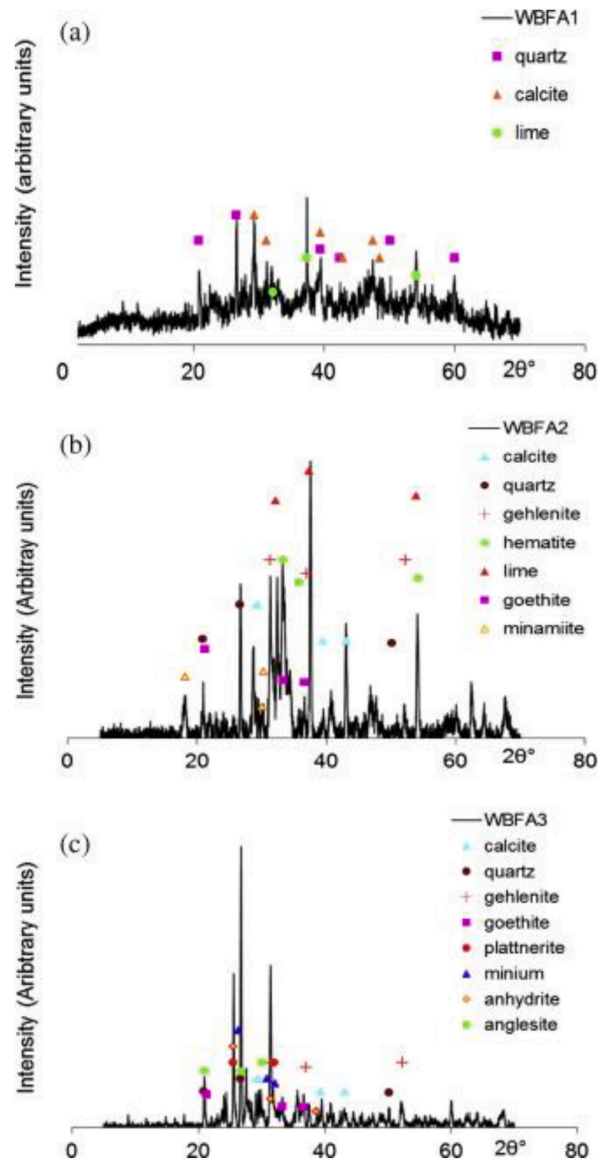 (a)
WBFA1
quartz
calcite
lime
Intensity (arbitrary units)
0 20 40 60 2θ° 80
(b)
WBFA2
calcite
quartz
gehlenite
hematite
lime
goethite
minamiite
Intensity (Arbitray units)
0 20 40 60 2θ° 80
(c)
WBFA3
calcite
quartz
gehlenite
goethite
plattnerite
minium
anhydrite
anglesite
Intensity (Aribtrary units)
0 20 40 60 2θ° 80